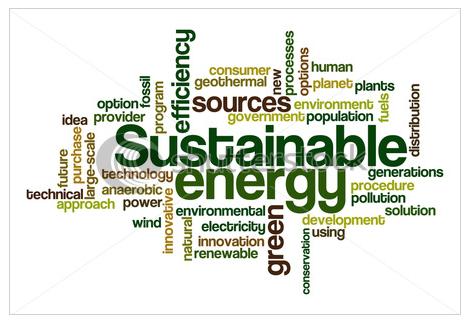 efficiency
processes
options
consumer
new
human
geothermal
planet
plants
fossil
program
sources
environment
fuels
option
provider
government
population
distribution
idea
purchase
large-scale
future
Sustainable
shutterstock
technology
energy
generations
procedure
technical
anaerobic
approach
power
innovative
pollution
environmental
solution
wind
natural
electricity
green
development
using
innovation
renewable
conservation